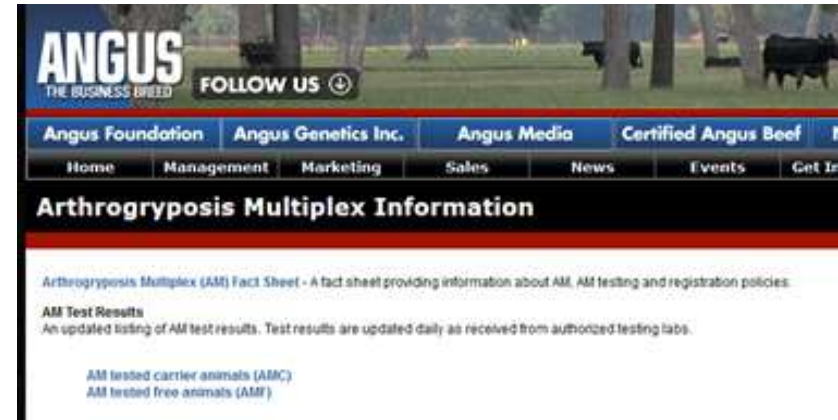 ANGUS
THE BUSINESS BREED
FOLLOW US
Angus Foundation Angus Genetics Inc. Angus Media Certified Angus Beef
Home Management Marketing Sales News Events Get
Arthrogryposis Multiplex Information
Arthrogryposis Multiplex (AM) Fact Sheet - A fact sheet providing information about AM, AM testing and registration policies.
AM Test Results
An updated listing of AM test results. Test results are updated daily as received from authorized testing labs.
AM tested carrier animals (AMC)
AM tested free animals (AMF)